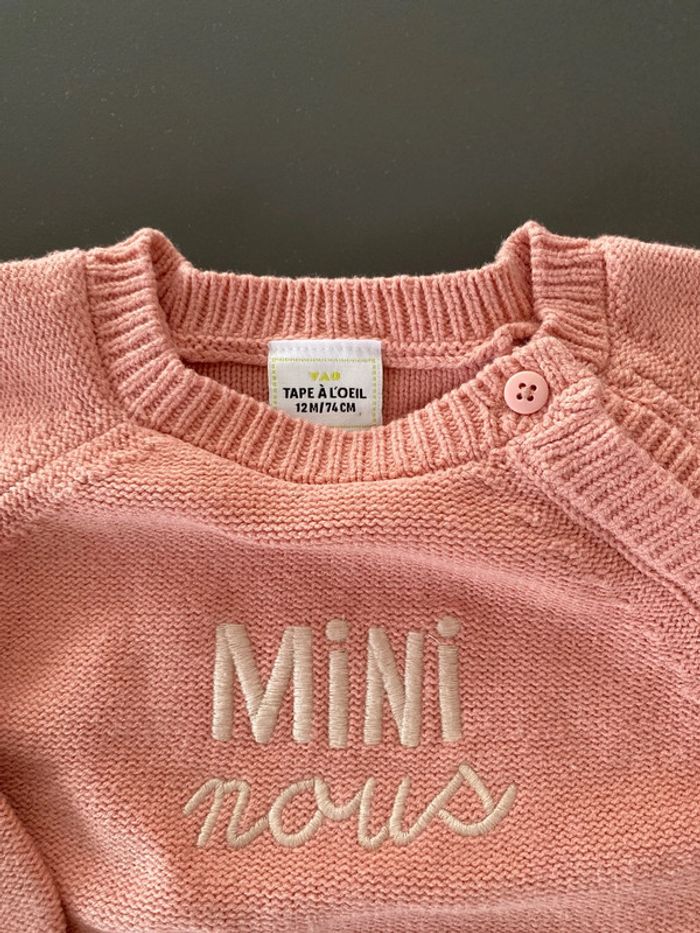 TAO
TAPE À L'OEIL
12M/74CM
MiNi
nous